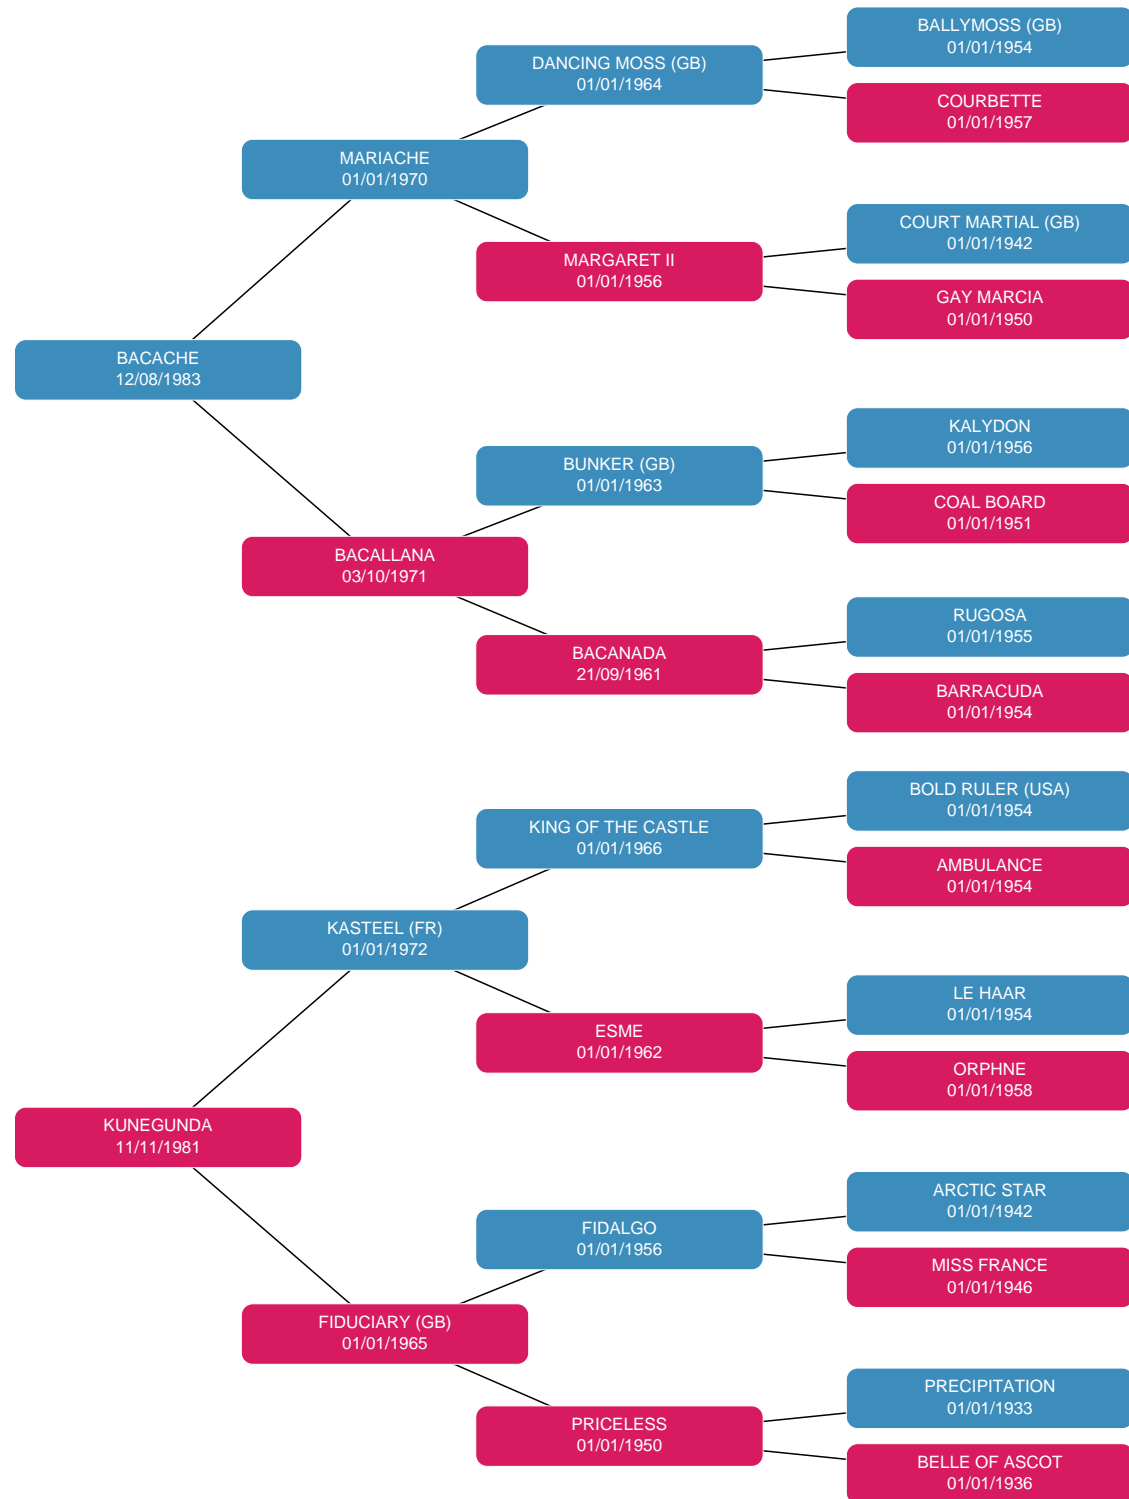 BALLYMOSS (GB)
01/01/1954
DANCING MOSS (GB)
01/01/1964
COURBETTE
01/01/1957
MARIACHE
01/01/1970
COURT MARTIAL (GB)
01/01/1942
MARGARET II
01/01/1956
GAY MARCIA
01/01/1950
BACACHE
12/08/1983
KALYDON
01/01/1956
BUNKER (GB)
01/01/1963
COAL BOARD
01/01/1951
BACALLANA
03/10/1971
RUGOSA
01/01/1955
BACANADA
21/09/1961
BARRACUDA
01/01/1954
BOLD RULER (USA)
01/01/1954
KING OF THE CASTLE
01/01/1966
AMBULANCE
01/01/1954
KASTEEL (FR)
01/01/1972
LE HAAR
01/01/1954
ESME
01/01/1962
ORPHNE
01/01/1958
KUNEGUNDA
11/11/1981
ARCTIC STAR
01/01/1942
FIDALGO
01/01/1956
MISS FRANCE
01/01/1946
FIDUCIARY (GB)
01/01/1965
PRECIPITATION
01/01/1933
PRICELESS
01/01/1950
BELLE OF ASCOT
01/01/1936